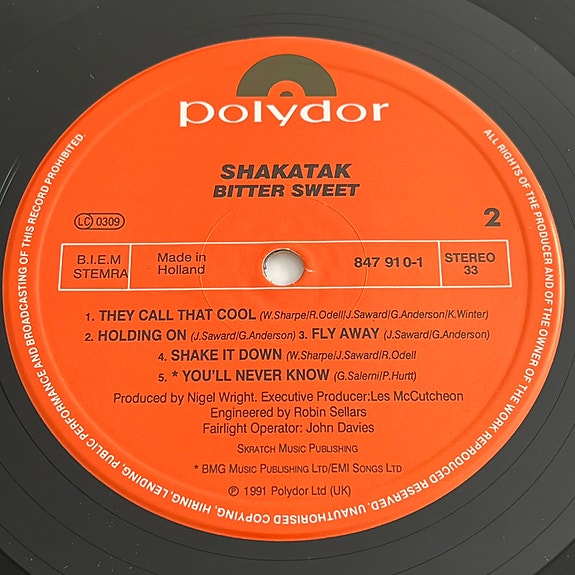 polydor
SHAKATAK
BITTER SWEET
LC 0309
2
B.I.E.M
STEMRA
Made in
Holland
847 910-1
STEREO
33
1. THEY CALL THAT COOL (W.Sharpe/R.Odell/J.Saward/G.Anderson/K.Winter)
2. HOLDING ON (J.Saward/G.Anderson) 3. FLY AWAY (J.Saward/G.Anderson)
4. SHAKE IT DOWN (W.Sharpe/J.Saward/R.Odell
5. * YOU'LL NEVER KNOW (G.Salerni/P.Hurtt)
Produced by Nigel Wright. Executive Producer:Les McCutcheon
Engineered by Robin Sellars
Fairlight Operator: John Davies
SKRATCH MUSIC PUBLISHING
* BMG MUSIC PUBLISHING LTD/EMI SONGS LTD
℗ 1991 Polydor Ltd (UK)
ALL RIGHTS OF THE PRODUCER AND OF THE OWNER OF THE WORK REPRODUCED RESERVED. UNAUTHORISED COPYING, HIRING, LENDING, PUBLIC PERFORMANCE AND BROADCASTING OF THIS RECORD PROHIBITED.